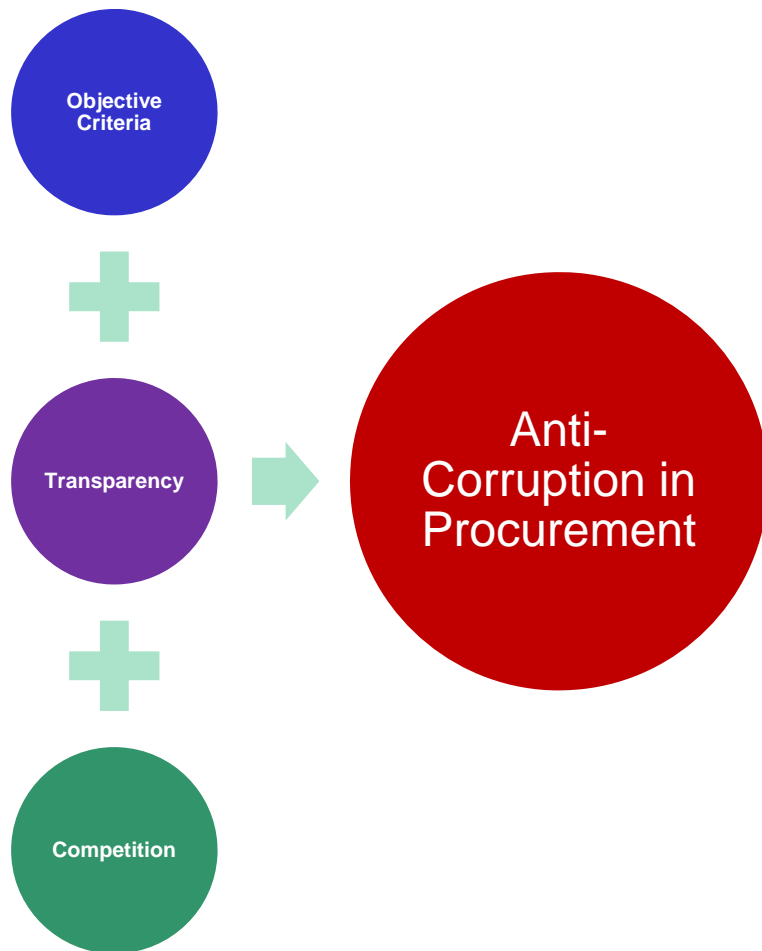 Objective
Criteria
Transparency
Anti-
Corruption in
Procurement
Competition